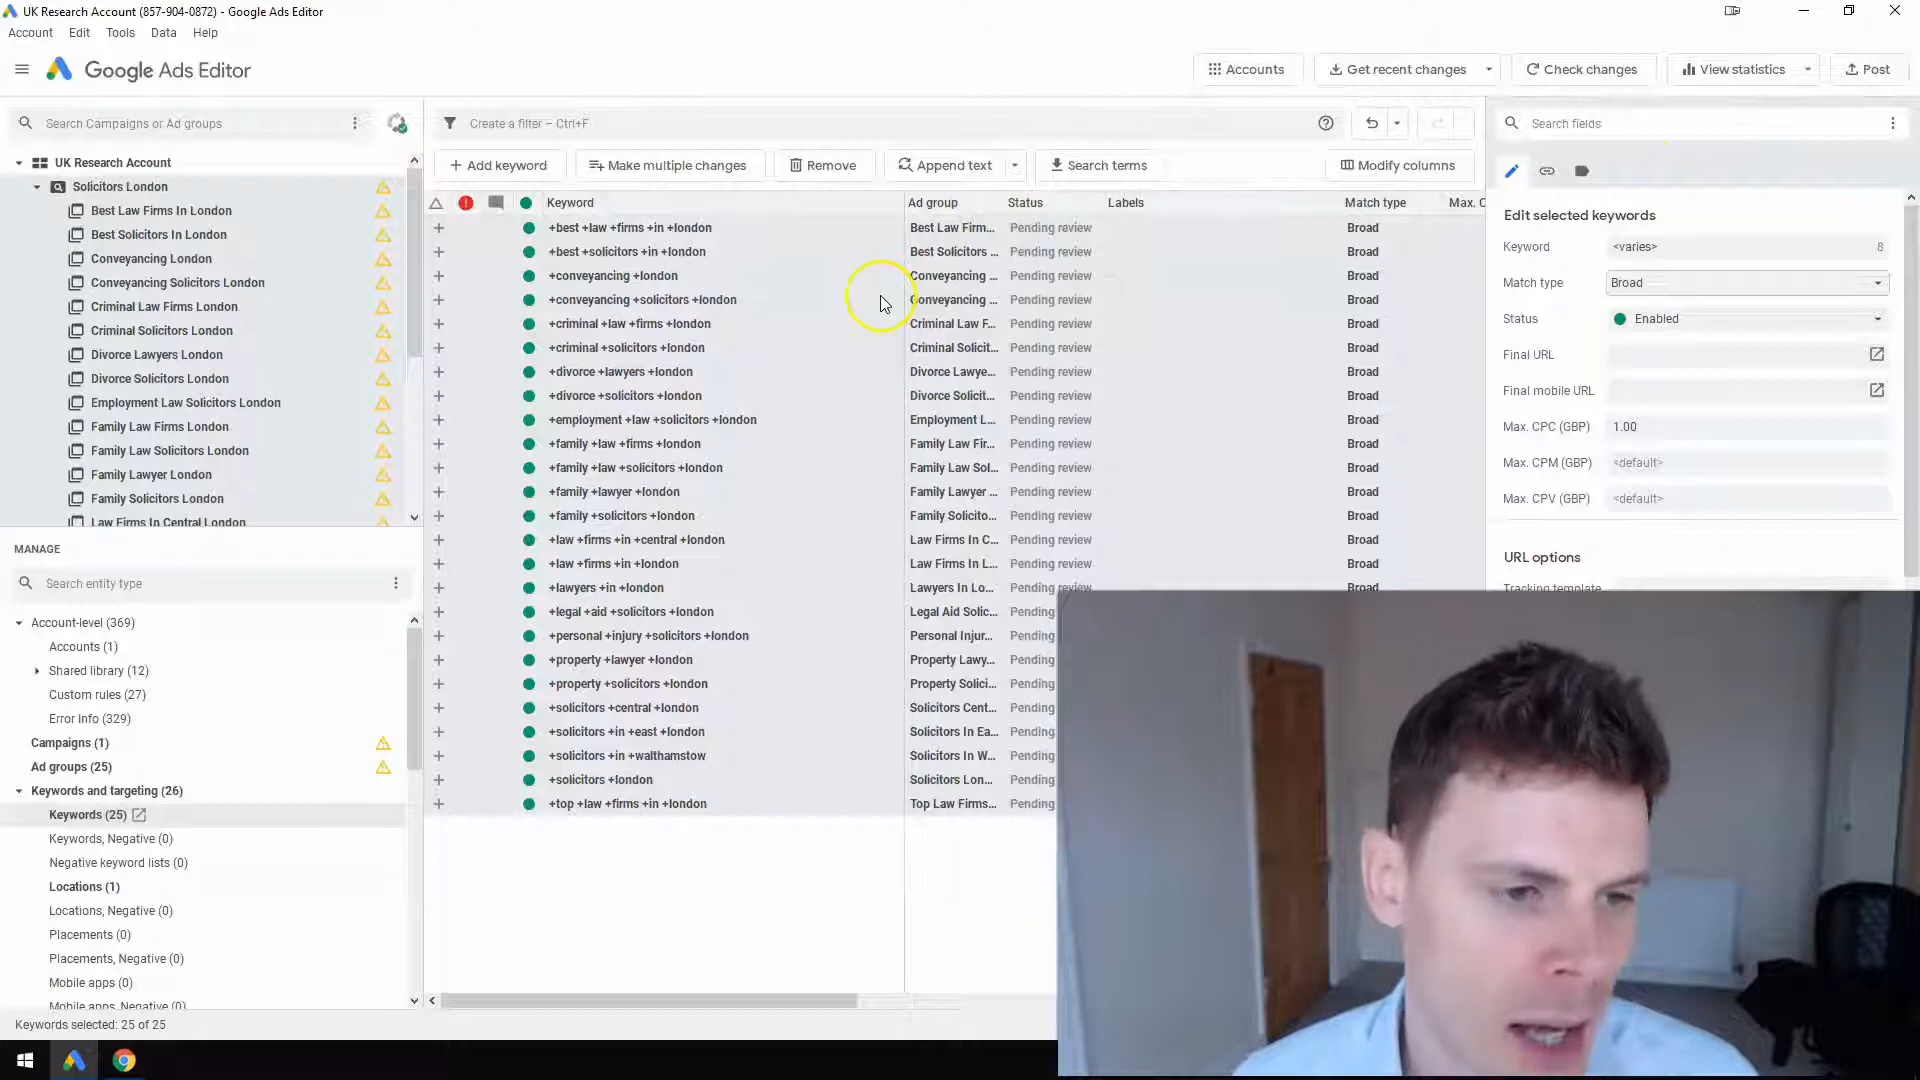 UK Research Account (857-904-0872) - Google Ads Editor
Account Edit Tools Data Help
Google Ads Editor
Accounts
Get recent changes
Check changes
View statistics
Post
Search Campaigns or Ad groups
UK Research Account
Solicitors London
Best Law Firms In London
Best Solicitors In London
Conveyancing London
Conveyancing Solicitors London
Criminal Law Firms London
Criminal Solicitors London
Divorce Lawyers London
Divorce Solicitors London
Employment Law Solicitors London
Family Law Firms London
Family Law Solicitors London
Family Lawyer London
Family Solicitors London
Law Firms In Central London
MANAGE
Search entity type
Account-level (369)
Accounts (1)
Shared library (12)
Custom rules (27)
Error Info (329)
Campaigns (1)
Ad groups (25)
Keywords and targeting (26)
Keywords (25)
Keywords, Negative (0)
Negative keyword lists (0)
Locations (1)
Locations, Negative (0)
Placements (0)
Placements, Negative (0)
Mobile apps (0)
Mobile apps, Negative (0)
Keywords selected: 25 of 25
Create a filter – Ctrl+F
Add keyword
Make multiple changes
Remove
Append text
Search terms
Modify columns
Keyword Ad group Status Labels Match type Max. C
+best +law +firms +in +london Best Law Firm... Pending review Broad
+best +solicitors +in +london Best Solicitors ... Pending review Broad
+conveyancing +london Conveyancing ... Pending review Broad
+conveyancing +solicitors +london Conveyancing ... Pending review Broad
+criminal +law +firms +london Criminal Law F... Pending review Broad
+criminal +solicitors +london Criminal Solicit... Pending review Broad
+divorce +lawyers +london Divorce Lawye... Pending review Broad
+divorce +solicitors +london Divorce Solicit... Pending review Broad
+employment +law +solicitors +london Employment L... Pending review Broad
+family +law +firms +london Family Law Fir... Pending review Broad
+family +law +solicitors +london Family Law Sol... Pending review Broad
+family +lawyer +london Family Lawyer ... Pending review Broad
+family +solicitors +london Family Solicito... Pending review Broad
+law +firms +in +central +london Law Firms In C... Pending review Broad
+law +firms +in +london Law Firms In L... Pending review Broad
+lawyers +in +london Lawyers In Lo... Pending review Broad
+legal +aid +solicitors +london Legal Aid Solic... Pending
+personal +injury +solicitors +london Personal Injur... Pending
+property +lawyer +london Property Lawy... Pending
+property +solicitors +london Property Solici... Pending
+solicitors +central +london Solicitors Cent... Pending
+solicitors +in +east +london Solicitors In Ea... Pending
+solicitors +in +walthamstow Solicitors In W... Pending
+solicitors +london Solicitors Lon... Pending
+top +law +firms +in +london Top Law Firms... Pending
Search fields
Edit selected keywords
Keyword <varies> 8
Match type Broad
Status Enabled
Final URL
Final mobile URL
Max. CPC (GBP) 1.00
Max. CPM (GBP) <default>
Max. CPV (GBP) <default>
URL options
Tracking template